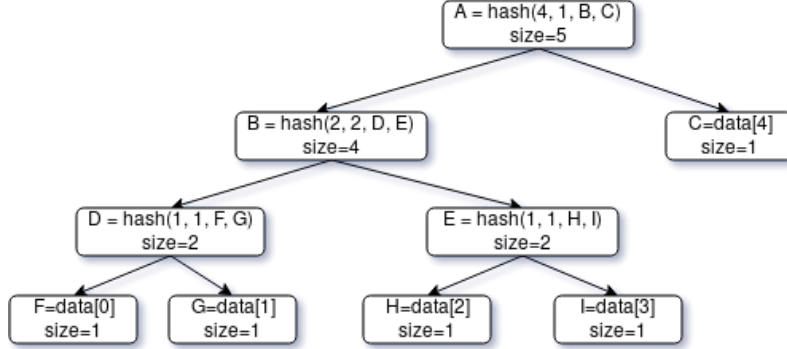 A = hash(4, 1, B, C)
size=5
B = hash(2, 2, D, E)
size=4
C=data[4]
size=1
D = hash(1, 1, F, G)
size=2
E = hash(1, 1, H, I)
size=2
F=data[0]
size=1
G=data[1]
size=1
H=data[2]
size=1
I=data[3]
size=1